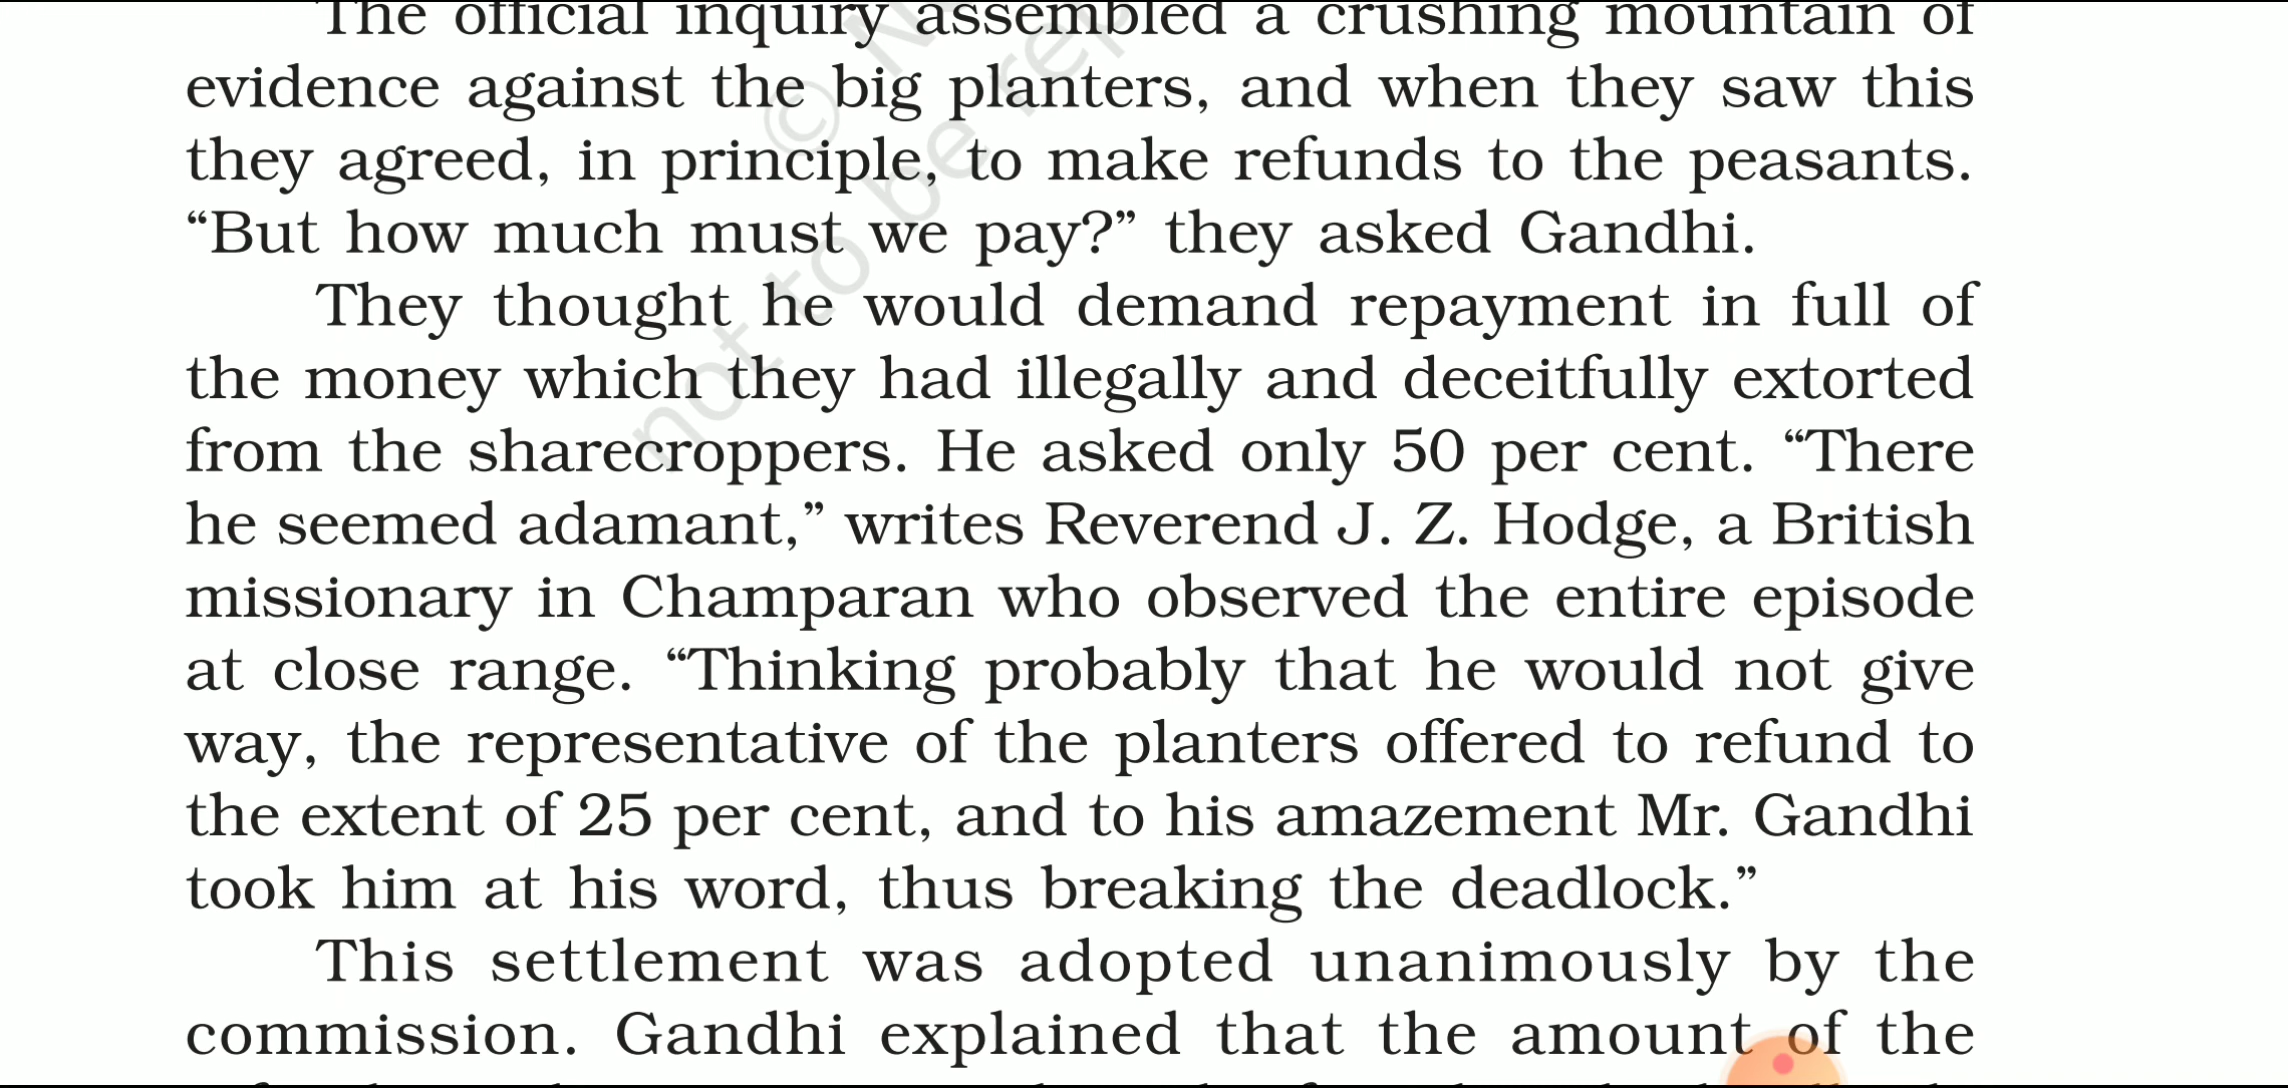 The official inquiry assembled a crushing mountain of
evidence against the big planters, and when they saw this
they agreed, in principle, to make refunds to the peasants.
“But how much must we pay?” they asked Gandhi.
They thought he would demand repayment in full of
the money which they had illegally and deceitfully extorted
from the sharecroppers. He asked only 50 per cent. “There
he seemed adamant,” writes Reverend J. Z. Hodge, a British
missionary in Champaran who observed the entire episode
at close range. “Thinking probably that he would not give
way, the representative of the planters offered to refund to
the extent of 25 per cent, and to his amazement Mr. Gandhi
took him at his word, thus breaking the deadlock.”
This settlement was adopted unanimously by the
commission. Gandhi explained that the amount of the
© N
not to be rep